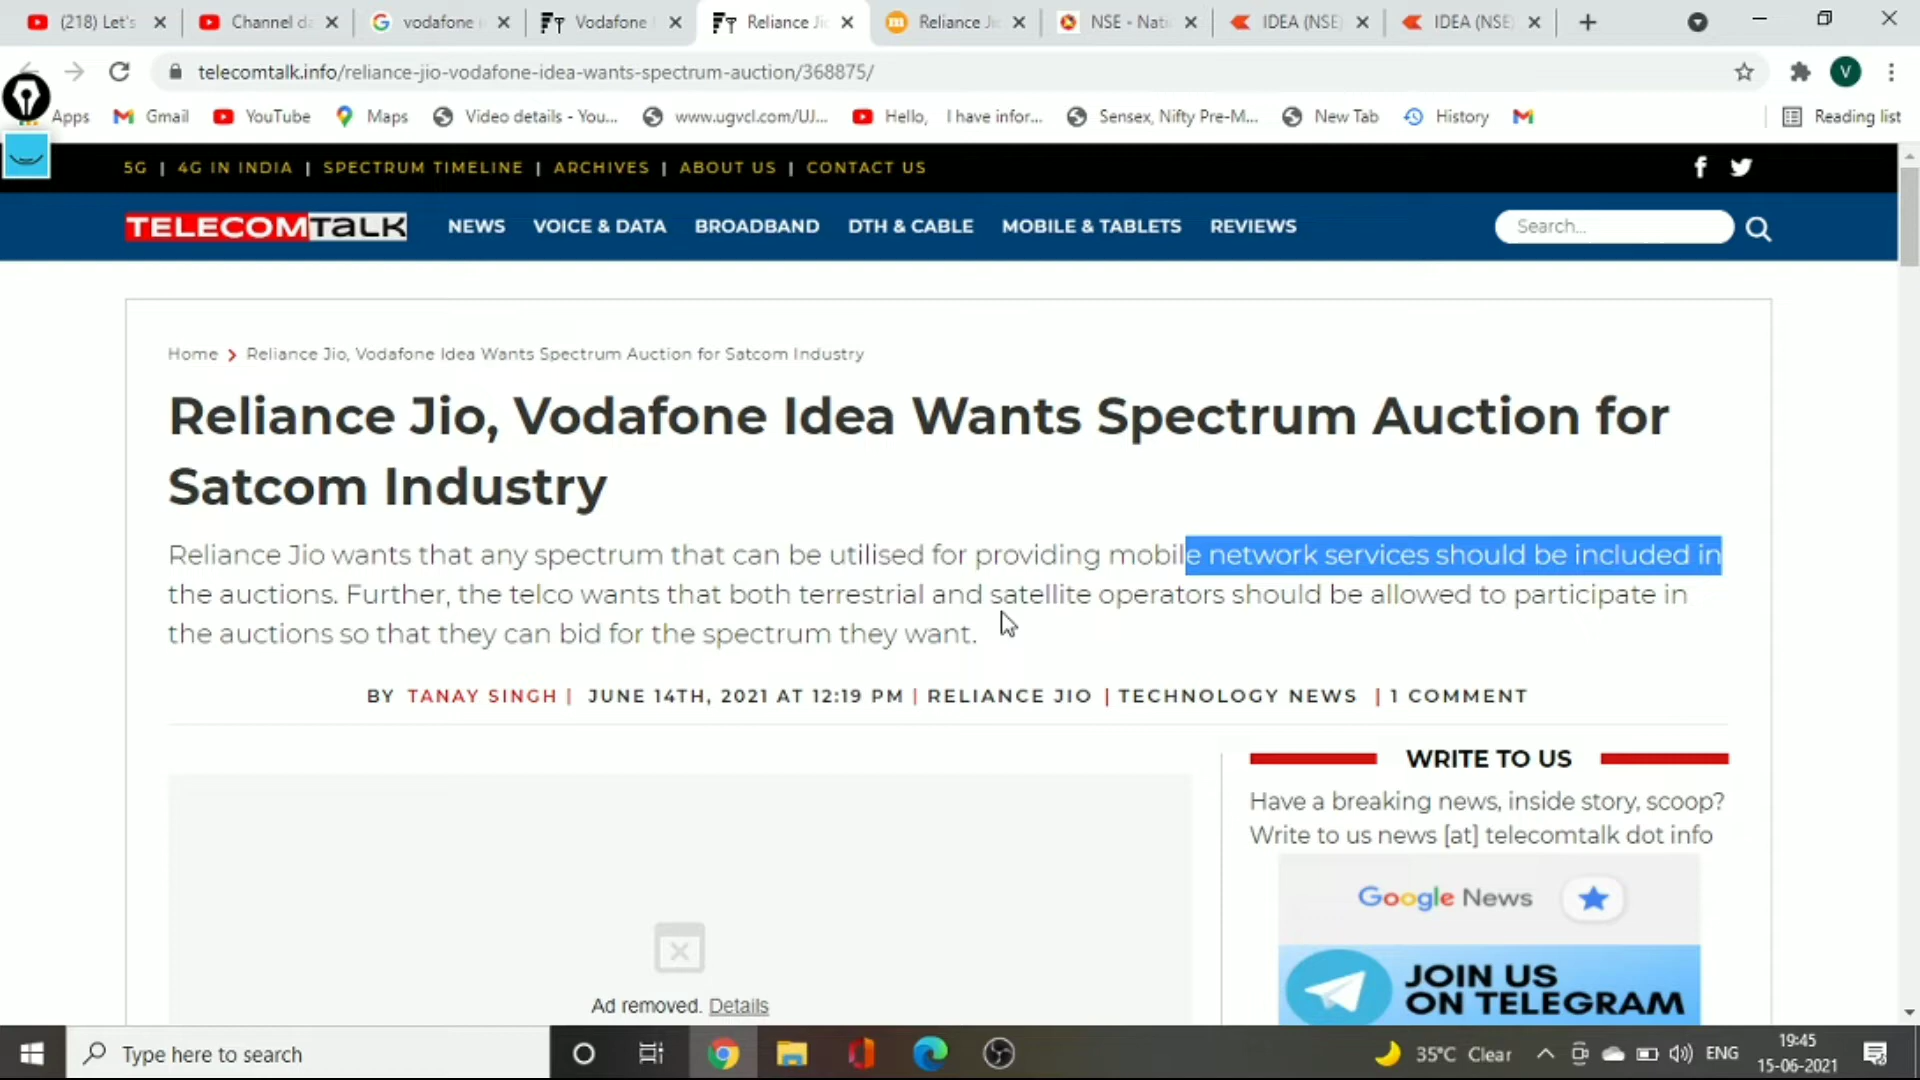 (218) Let's
Channel da
vodafone i
Vodafone I
Reliance Jio
Reliance Ji
NSE - Nati
IDEA (NSE)
IDEA (NSE)
telecomtalk.info/reliance-jio-vodafone-idea-wants-spectrum-auction/368875/
V
Apps
Gmail
YouTube
Maps
Video details - You...
www.ugvcl.com/UJ...
Hello, I have infor...
Sensex, Nifty Pre-M...
New Tab
History
Reading list
5G | 4G IN INDIA | SPECTRUM TIMELINE | ARCHIVES | ABOUT US | CONTACT US
TELECOMTALK
NEWS VOICE & DATA BROADBAND DTH & CABLE MOBILE & TABLETS REVIEWS
Search...
Home > Reliance Jio, Vodafone Idea Wants Spectrum Auction for Satcom Industry
Reliance Jio, Vodafone Idea Wants Spectrum Auction for
Satcom Industry
Reliance Jio wants that any spectrum that can be utilised for providing mobile network services should be included in
the auctions. Further, the telco wants that both terrestrial and satellite operators should be allowed to participate in
the auctions so that they can bid for the spectrum they want.
BY TANAY SINGH | JUNE 14TH, 2021 AT 12:19 PM | RELIANCE JIO | TECHNOLOGY NEWS | 1 COMMENT
WRITE TO US
Have a breaking news, inside story, scoop?
Write to us news [at] telecomtalk dot info
Google News
JOIN US
ON TELEGRAM
Ad removed. Details
Type here to search
35°C Clear
ENG
19:45
15-06-2021